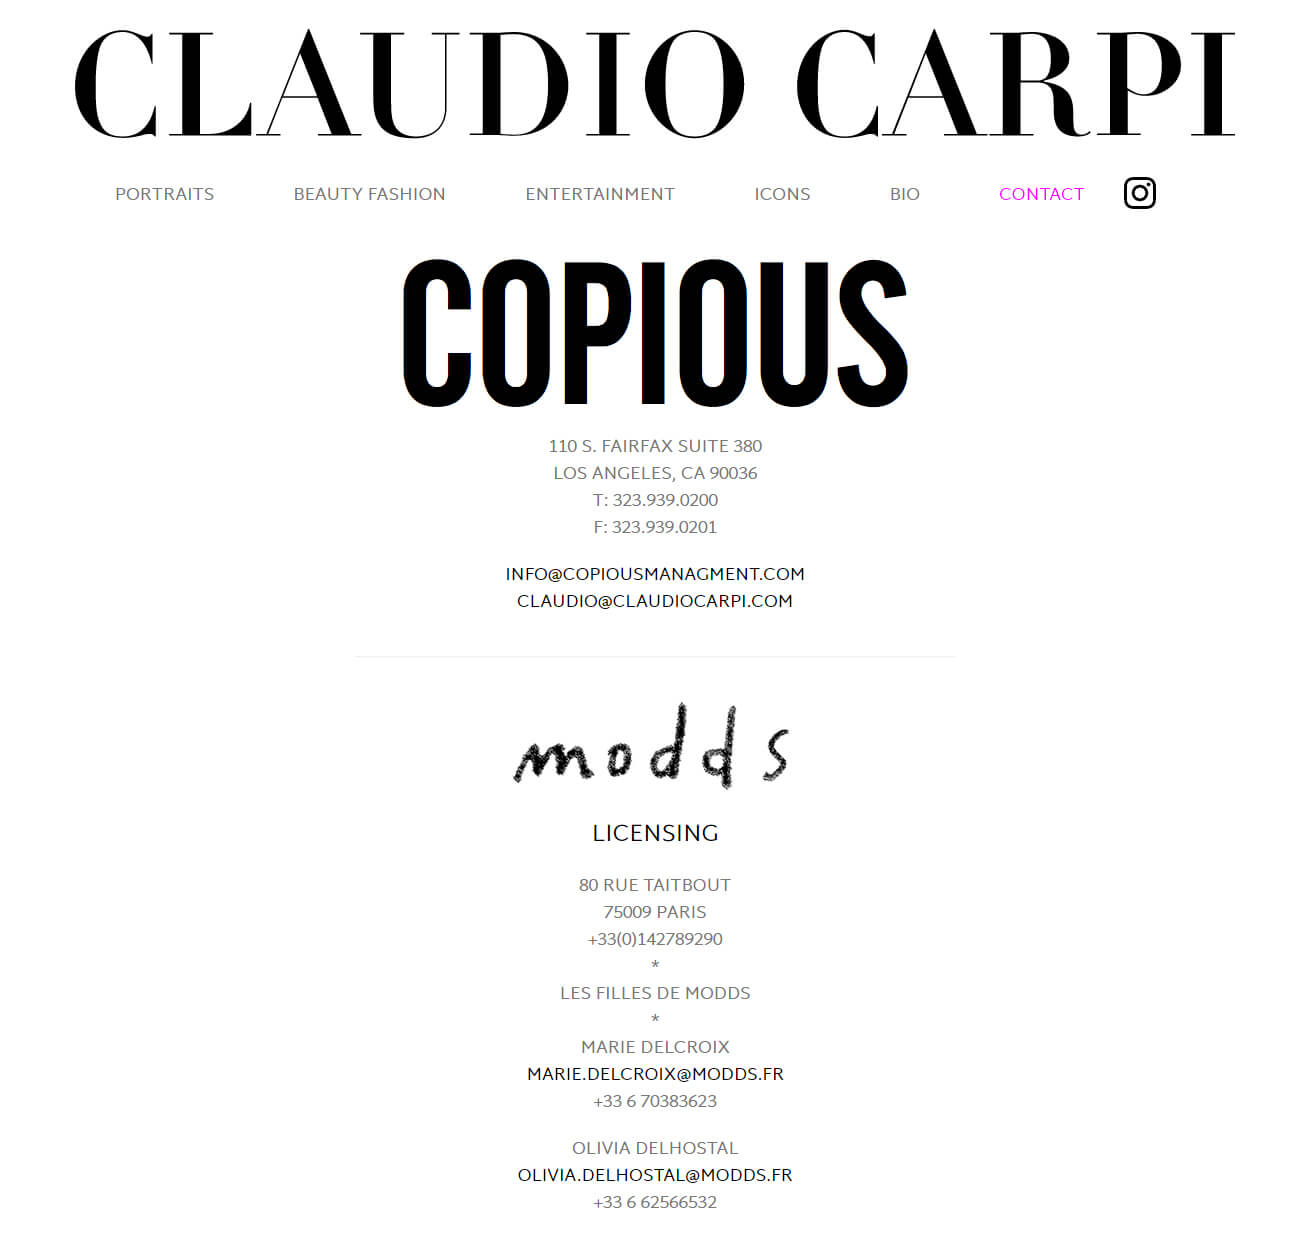 CLAUDIO CARPI
PORTRAITS BEAUTY FASHION ENTERTAINMENT ICONS BIO CONTACT
COPIOUS
110 S. FAIRFAX SUITE 380
LOS ANGELES, CA 90036
T: 323.939.0200
F: 323.939.0201
INFO@COPIOUSMANAGMENT.COM
CLAUDIO@CLAUDIOCARPI.COM
modds
LICENSING
80 RUE TAITBOUT
75009 PARIS
+33(0)142789290
*
LES FILLES DE MODDS
*
MARIE DELCROIX
MARIE.DELCROIX@MODDS.FR
+33 6 70383623
OLIVIA DELHOSTAL
OLIVIA.DELHOSTAL@MODDS.FR
+33 6 62566532